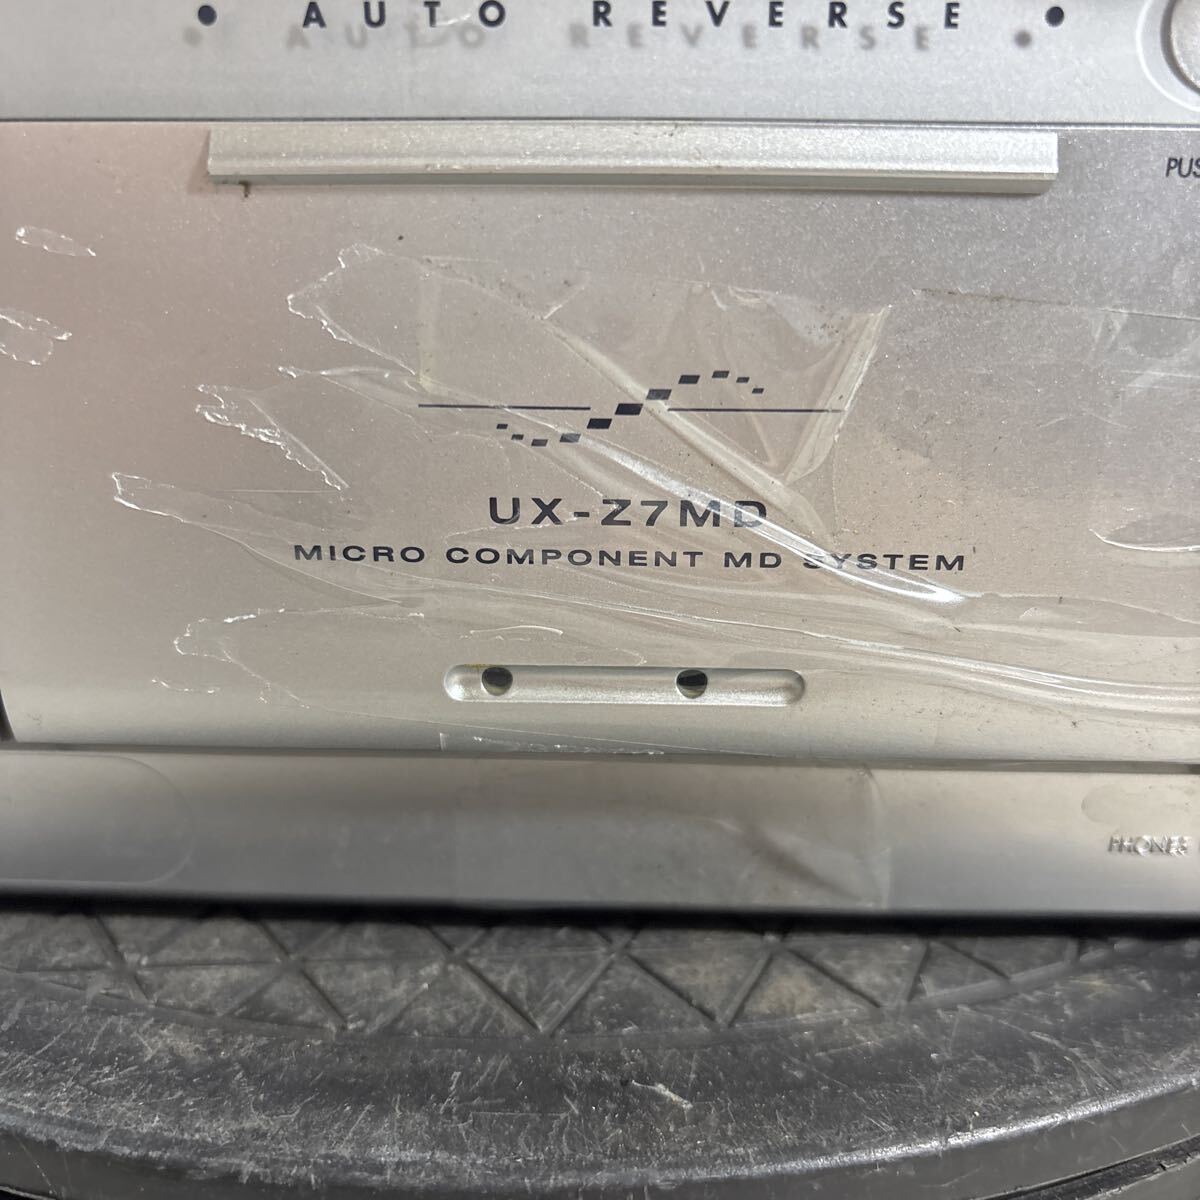 • AUTO REVERSE •
PUS
UX-Z7MD
MICRO COMPONENT MD SYSTEM
PHONES